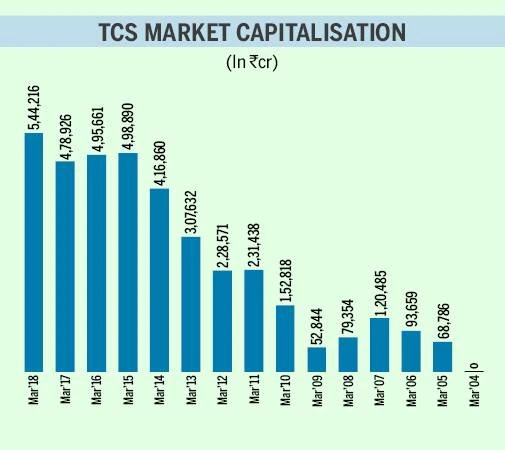 TCS MARKET CAPITALISATION
(In ₹cr)
5,44,216
4,78,926
4,95,661
4,98,890
4,16,860
3,07,632
2,28,571
2,31,438
1,52,818
52,844
79,354
1,20,485
93,659
68,786
0
Mar'18
Mar'17
Mar'16
Mar'15
Mar'14
Mar'13
Mar'12
Mar'11
Mar'10
Mar'09
Mar'08
Mar'07
Mar'06
Mar'05
Mar'04